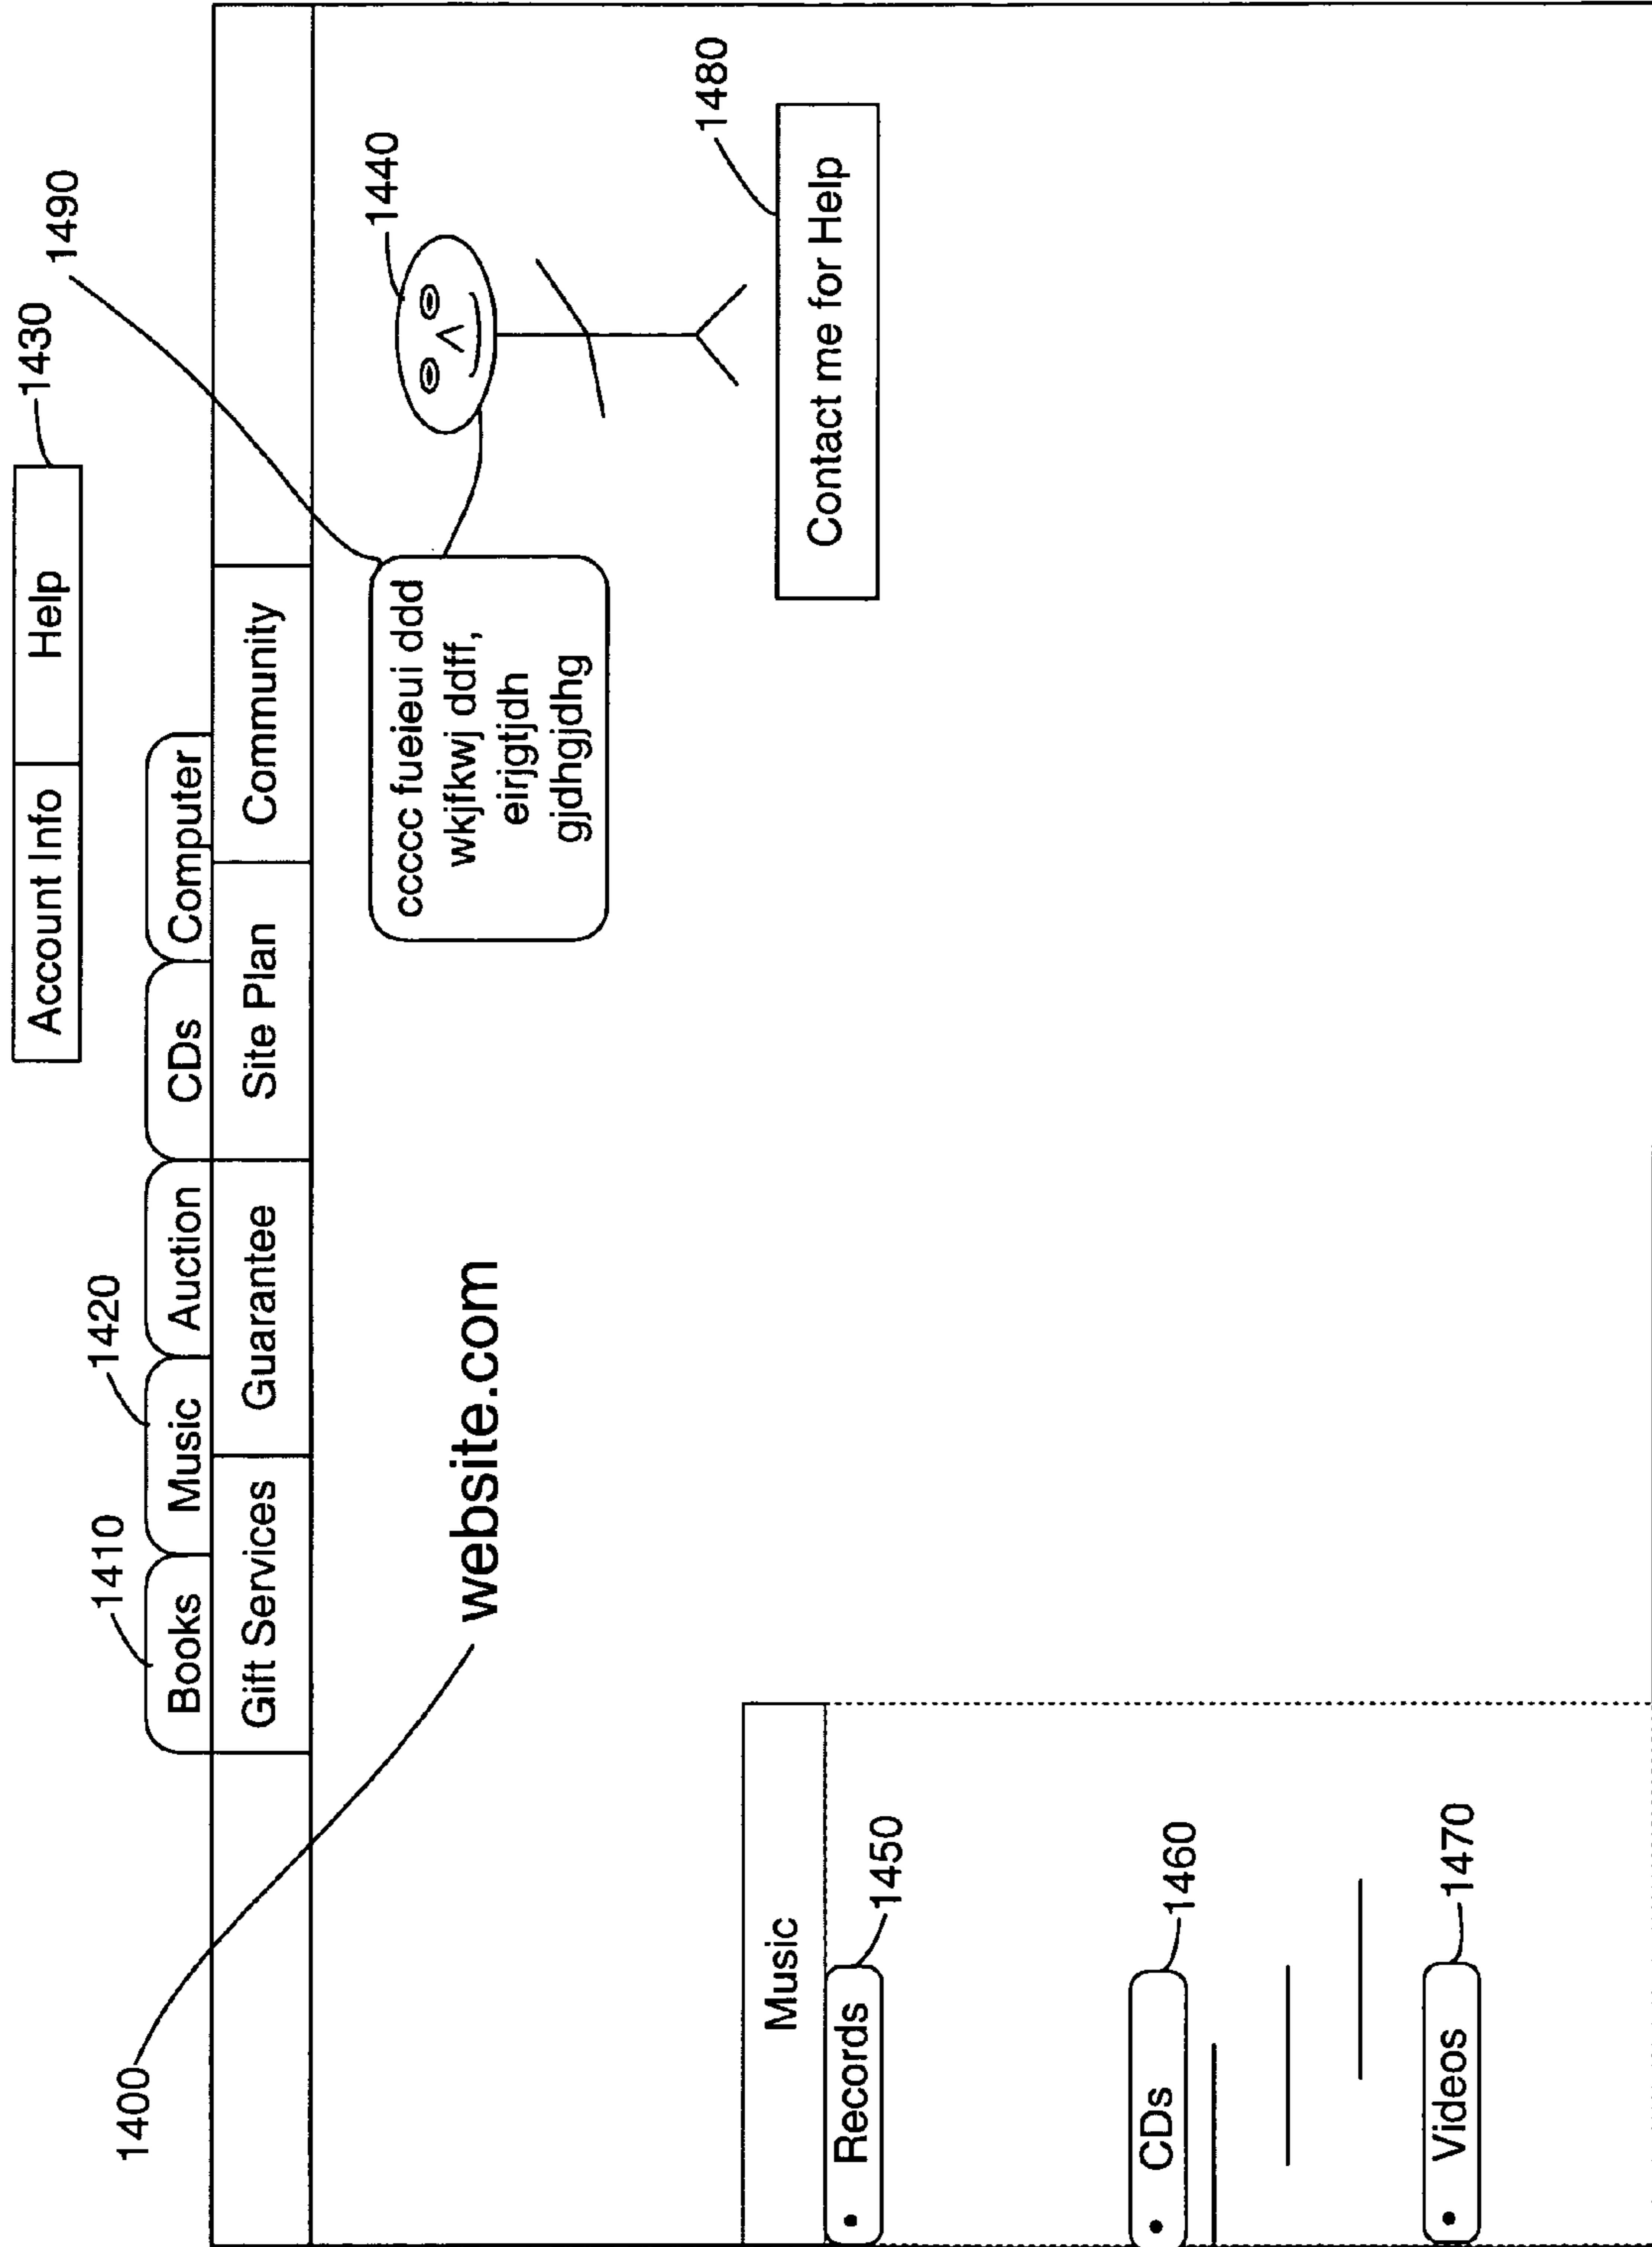 1430
Account Info Help
1490
1410
1420
Books Music Auction CDs Computer
1400
Gift Services Guarantee Site Plan Community
website.com
1440
ccccc fueieui ddd
wkjfkwj ddff,
eirjgtjdh
gjdhgjdhg
1480
Contact me for Help
Music
• Records
1450
• CDs
1460
• Videos
1470